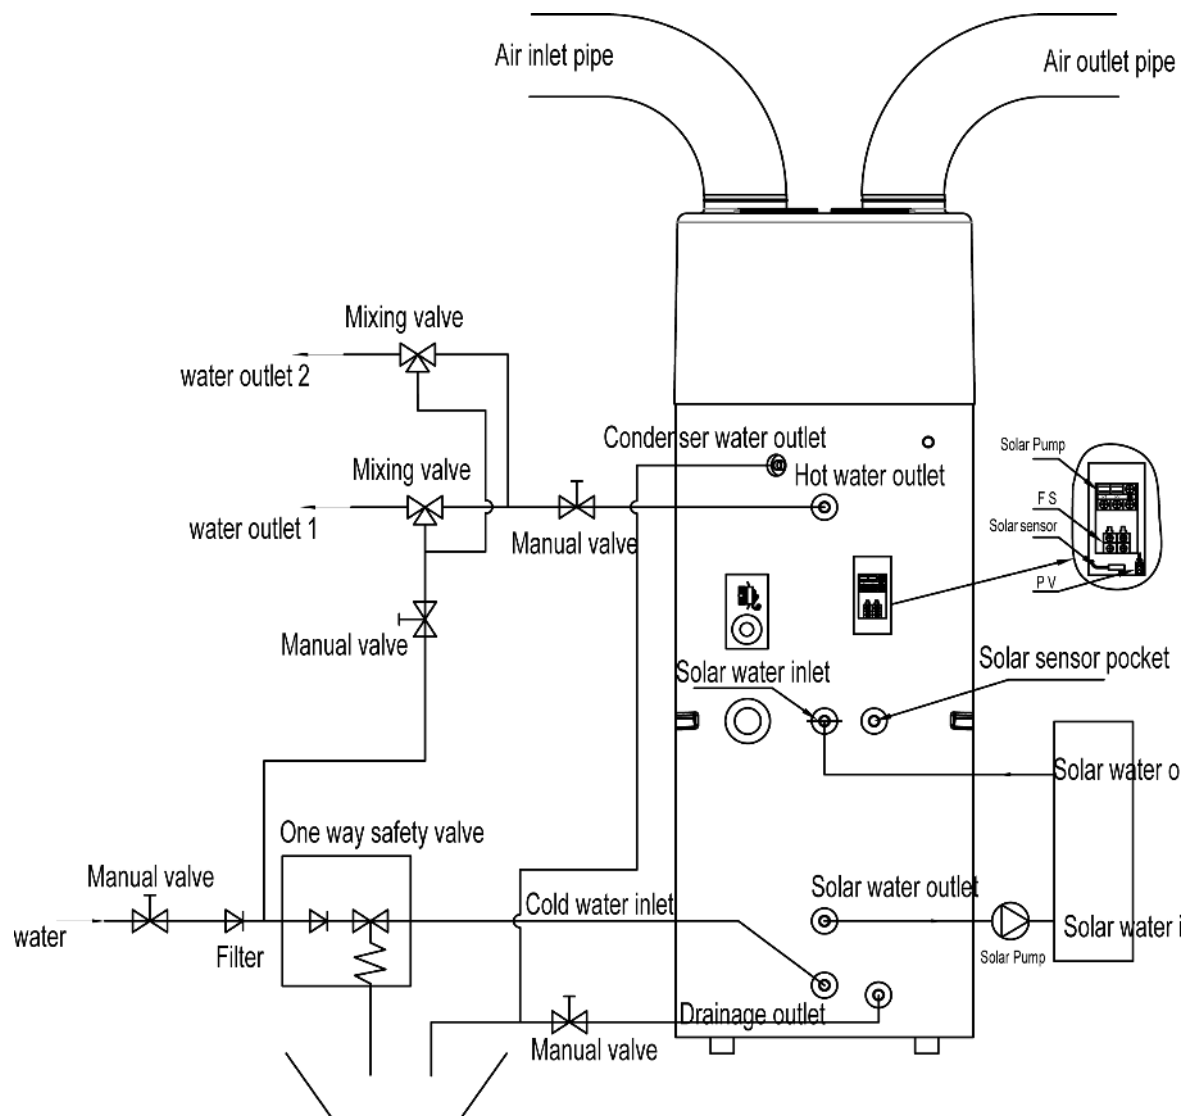 Air inlet pipe
Air outlet pipe
Mixing valve
water outlet 2
Condenser water outlet
Solar Pump
Mixing valve
Hot water outlet
F S
water outlet 1
Manual valve
Solar sensor
P V
Manual valve
Solar water inlet
Solar sensor pocket
Solar water o
One way safety valve
Manual valve
Solar water outlet
Cold water inlet
water
Filter
Solar Pump
Solar water i
Drainage outlet
Manual valve